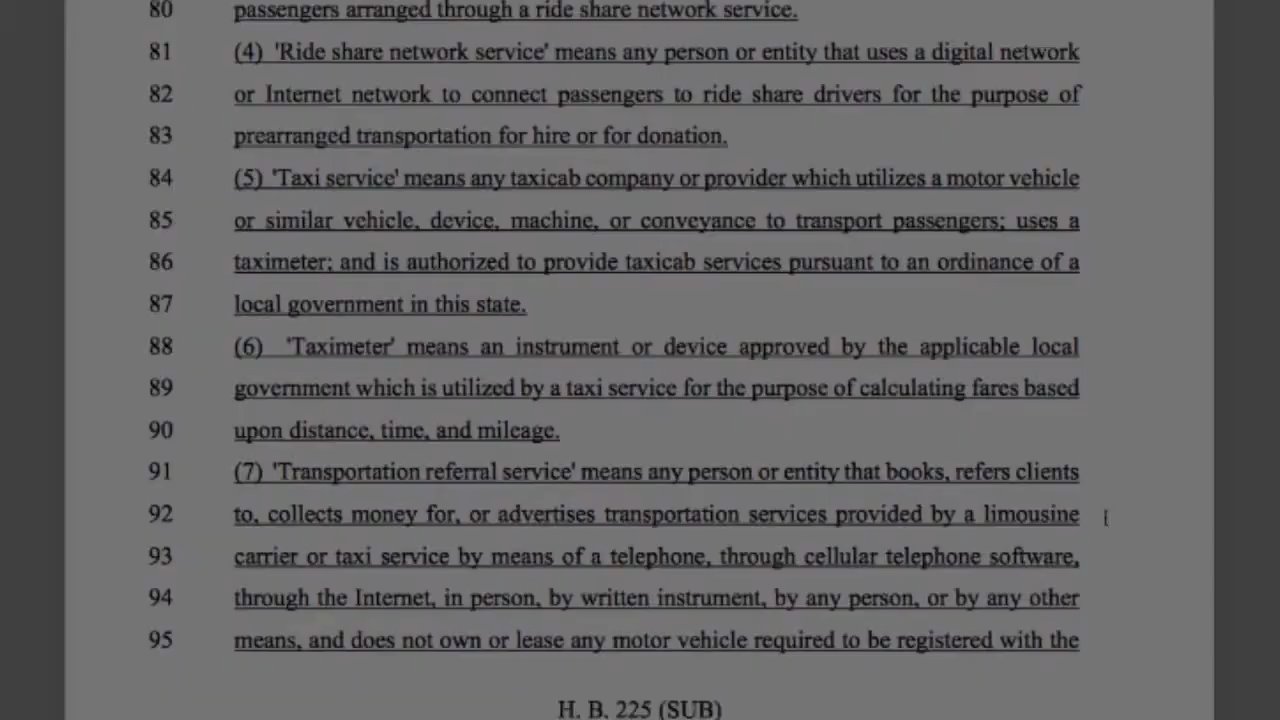 80 passengers arranged through a ride share network service.
81 (4) 'Ride share network service' means any person or entity that uses a digital network
82 or Internet network to connect passengers to ride share drivers for the purpose of
83 prearranged transportation for hire or for donation.
84 (5) 'Taxi service' means any taxicab company or provider which utilizes a motor vehicle
85 or similar vehicle, device, machine, or conveyance to transport passengers; uses a
86 taximeter; and is authorized to provide taxicab services pursuant to an ordinance of a
87 local government in this state.
88 (6) 'Taximeter' means an instrument or device approved by the applicable local
89 government which is utilized by a taxi service for the purpose of calculating fares based
90 upon distance, time, and mileage.
91 (7) 'Transportation referral service' means any person or entity that books, refers clients
92 to, collects money for, or advertises transportation services provided by a limousine
93 carrier or taxi service by means of a telephone, through cellular telephone software,
94 through the Internet, in person, by written instrument, by any person, or by any other
95 means, and does not own or lease any motor vehicle required to be registered with the
H. B. 225 (SUB)